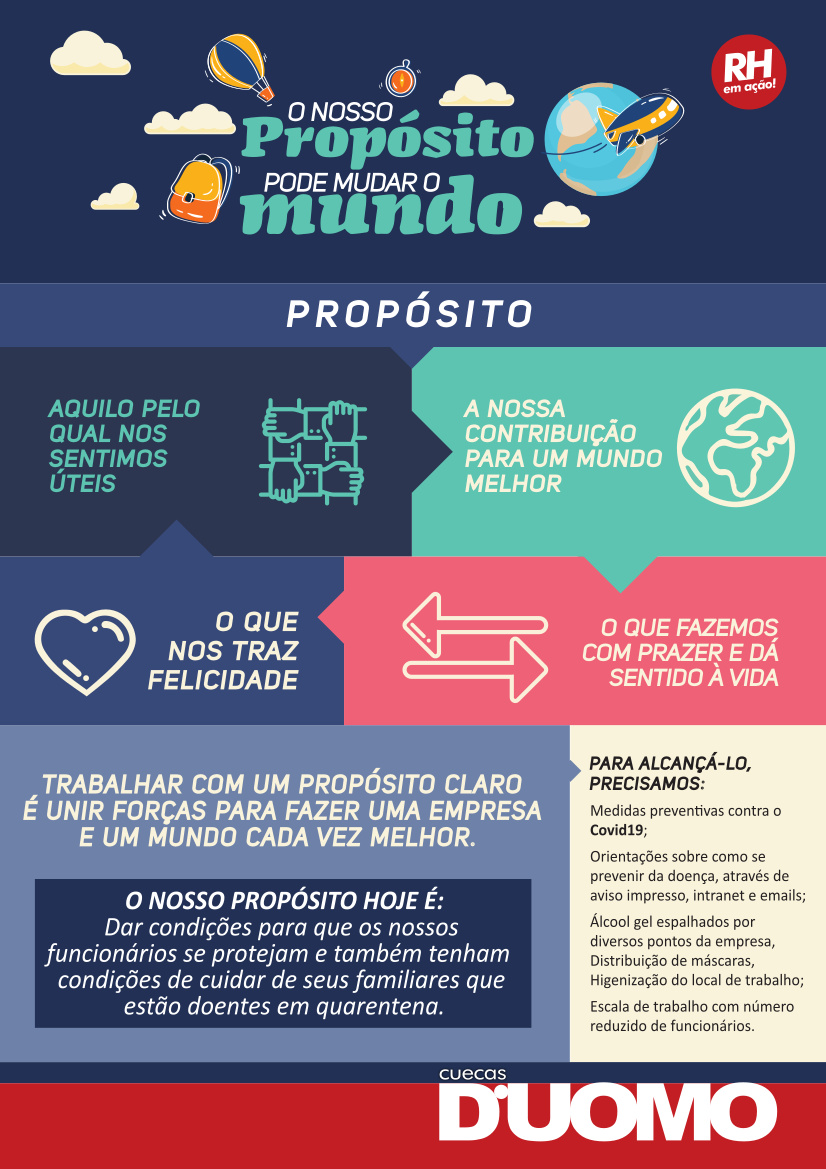 RH
em ação!
O NOSSO
Propósito
PODE MUDAR O
mundo
PROPÓSITO
AQUILO PELO
QUAL NOS
SENTIMOS
ÚTEIS
A NOSSA
CONTRIBUIÇÃO
PARA UM MUNDO
MELHOR
O QUE
NOS TRAZ
FELICIDADE
O QUE FAZEMOS
COM PRAZER E DÁ
SENTIDO À VIDA
TRABALHAR COM UM PROPÓSITO CLARO
É UNIR FORÇAS PARA FAZER UMA EMPRESA
E UM MUNDO CADA VEZ MELHOR.
O NOSSO PROPÓSITO HOJE É:
Dar condições para que os nossos
funcionários se protejam e também tenham
condições de cuidar de seus familiares que
estão doentes em quarentena.
PARA ALCANÇÁ-LO,
PRECISAMOS:
Medidas preventivas contra o
Covid19;
Orientações sobre como se
prevenir da doença, através de
aviso impresso, intranet e emails;
Álcool gel espalhados por
diversos pontos da empresa,
Distribuição de máscaras,
Higenização do local de trabalho;
Escala de trabalho com número
reduzido de funcionários.
cuecas
D'UOMO